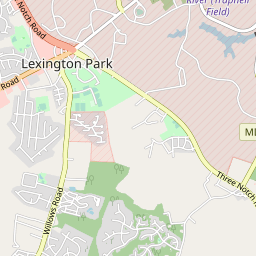 River (Trapnell
Field)
Notch Road
Road
Lexington Park
Willows Road
Three Notch